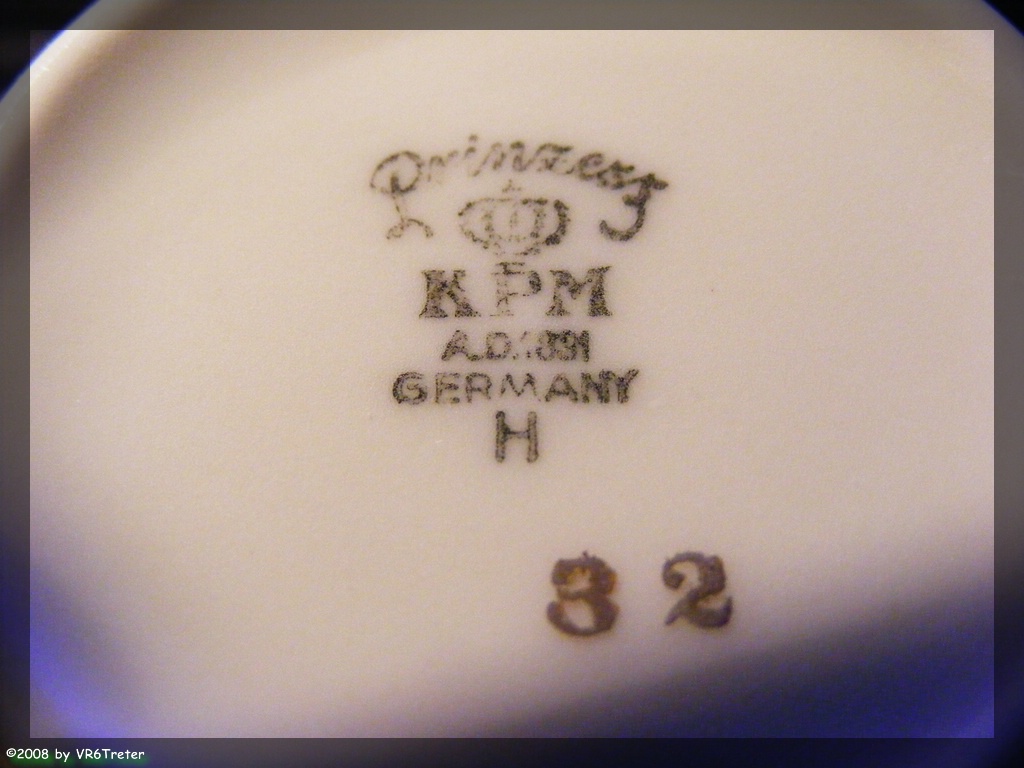 Prinzeß
KPM
A.D.1831
GERMANY
H
32
©2008 by VR6Treter